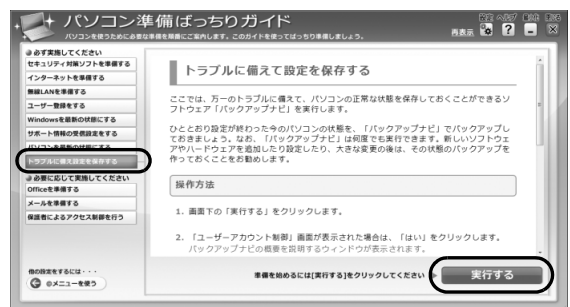 パソコン準備ばっちりガイド
パソコンを使うために必要な準備を順番にご案内します。このガイドを使ってばっちり準備しましょう。
再表示 設定 ヘルプ 最小化 閉じる
必ず実施してください
セキュリティ対策ソフトを準備する
インターネットを準備する
無線LANを準備する
ユーザー登録をする
Windowsを最新の状態にする
サポート情報の受信設定をする
パソコンを最新の状態にする
トラブルに備え設定を保存する
必要に応じて実施してください
Officeを準備する
メールを準備する
保護者によるアクセス制限を行う
他の設定をするには・・・
@メニューを使う
トラブルに備えて設定を保存する
ここでは、万一のトラブルに備えて、パソコンの正常な状態を保存しておくことができるソ
フトウェア「バックアップナビ」を実行します。
ひととおり設定が終わった今のパソコンの状態を、「バックアップナビ」でバックアップし
ておきましょう。なお、「バックアップナビ」は何度でも実行できます。新しいソフトウェ
アやハードウェアを追加したり設定したり、大きな変更の後は、その状態のバックアップを
作っておくことをお勧めします。
操作方法
1. 画面下の「実行する」をクリックします。
2. 「ユーザーアカウント制御」画面が表示された場合は、「はい」をクリックします。
バックアップナビの概要を説明するウィンドウが表示されます。
準備を始めるには[実行する]をクリックしてください
実行する